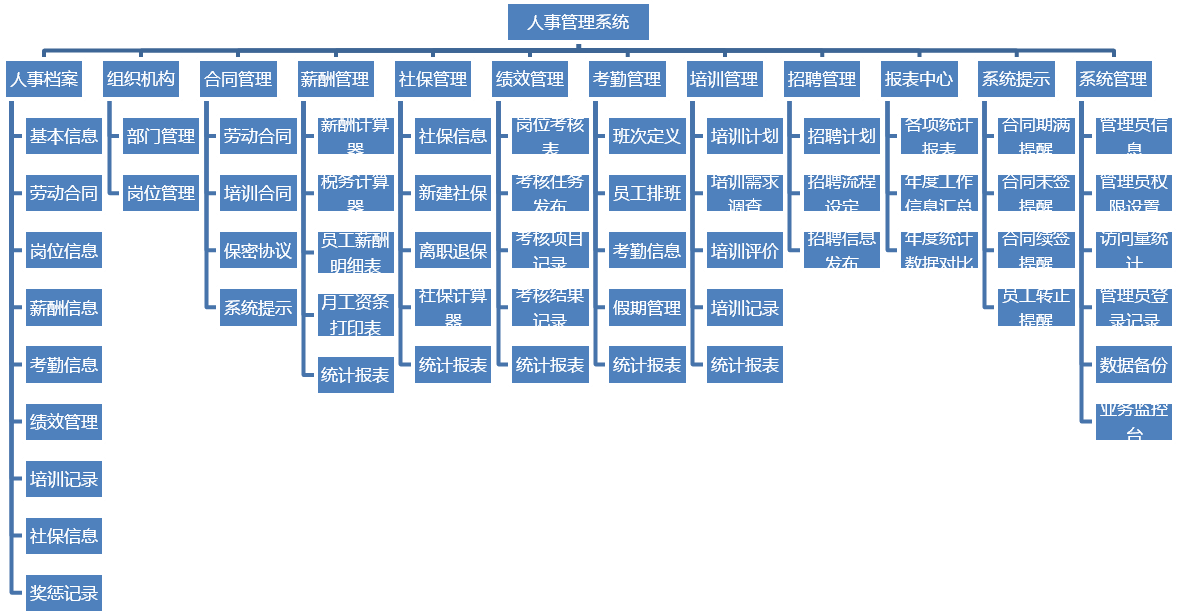 人事管理系统
人事档案
组织机构
合同管理
薪酬管理
社保管理
绩效管理
考勤管理
培训管理
招聘管理
报表中心
系统提示
系统管理
基本信息
劳动合同
岗位信息
薪酬信息
考勤信息
绩效管理
培训记录
社保信息
奖惩记录
部门管理
岗位管理
劳动合同
培训合同
保密协议
系统提示
薪酬计算
器
税务计算
器
员工薪酬
明细表
月工资条
打印表
统计报表
社保信息
新建社保
离职退保
社保计算
器
统计报表
岗位考核
表
考核任务
发布
考核项目
记录
考核结果
记录
统计报表
班次定义
员工排班
考勤信息
假期管理
统计报表
培训计划
培训需求
调查
培训评价
培训记录
统计报表
招聘计划
招聘流程
设定
招聘信息
发布
各项统计
报表
年度工作
信息汇总
年度统计
数据对比
合同期满
提醒
合同未签
提醒
合同续签
提醒
员工转正
提醒
管理员信
息
管理员权
限设置
访问量统
计
管理员登
录记录
数据备份
业务监控
台